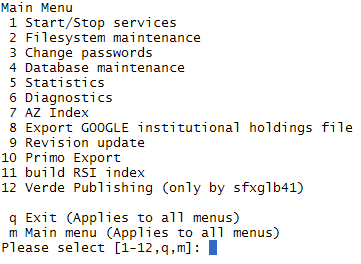 Main Menu
1 Start/Stop services
2 Filesystem maintenance
3 Change passwords
4 Database maintenance
5 Statistics
6 Diagnostics
7 AZ Index
8 Export GOOGLE institutional holdings file
9 Revision update
10 Primo Export
11 build RSI index
12 Verde Publishing (only by sfxglb41)
q Exit (Applies to all menus)
m Main menu (Applies to all menus)
Please select [1-12,q,m]: